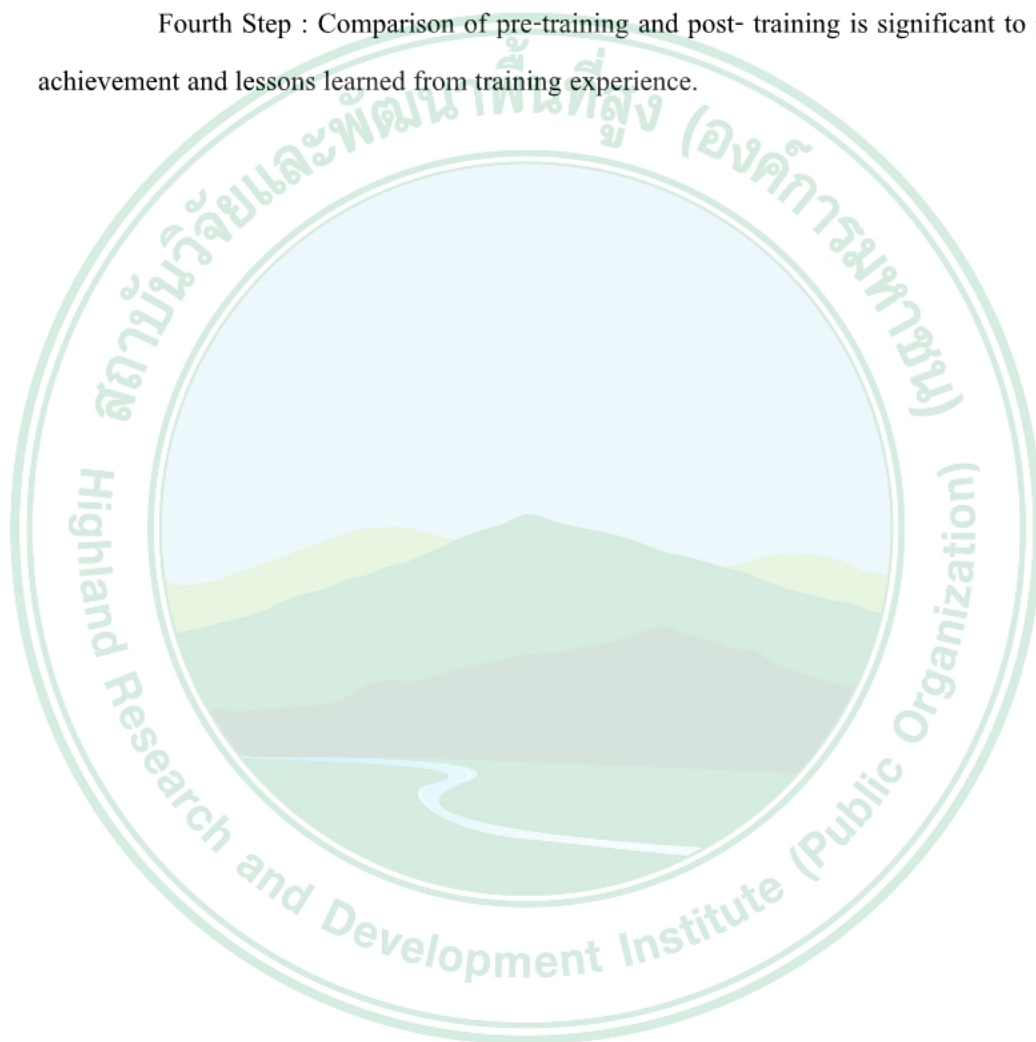 Fourth Step : Comparison of pre-training and post- training is significant to
achievement and lessons learned from training experience.
สถาบันวิจัยและพัฒนาพื้นที่สูง (องค์การมหาชน)
Highland Research and Development Institute (Public Organization)